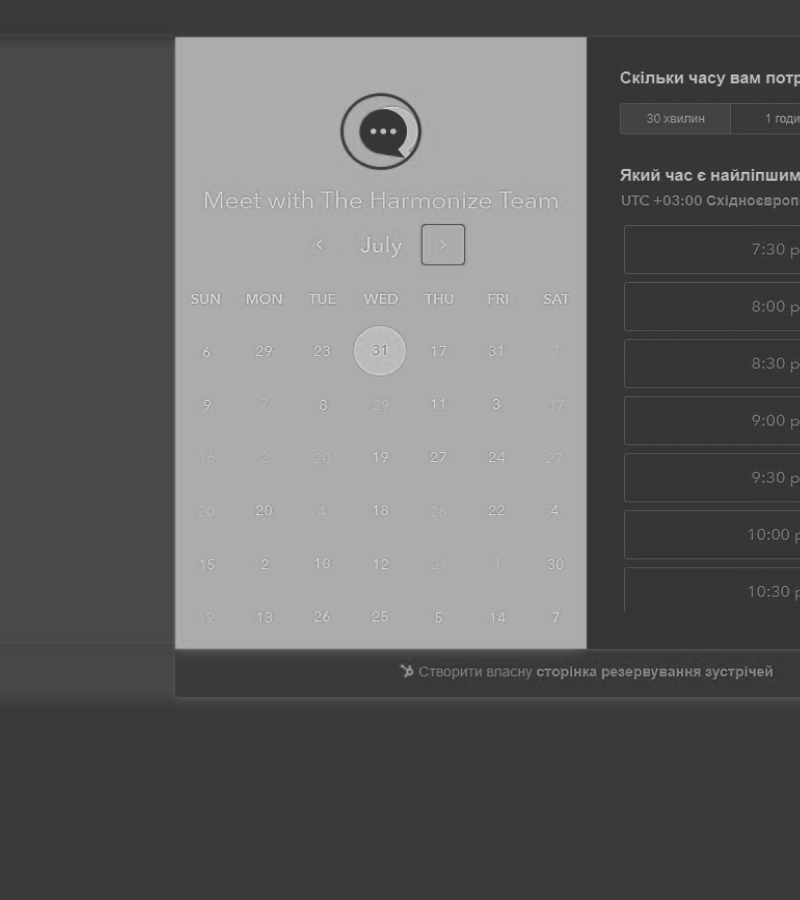 Meet with The Harmonize Team
July
SUN MON TUE WED THU FRI SAT
6 29 23 31 17 31 7
9 7 8 29 11 3 17
16 2 20 19 27 24 27
20 20 4 18 26 22 4
15 2 10 12 21 1 30
19 13 26 25 5 14 7
Скільки часу вам
30 хвилин 1
Який час є найліпшим
UTC +03:00
7:30
8:00
8:30
9:00
9:30
10:00
10:30
Створити власну сторінка резервування зустрічей